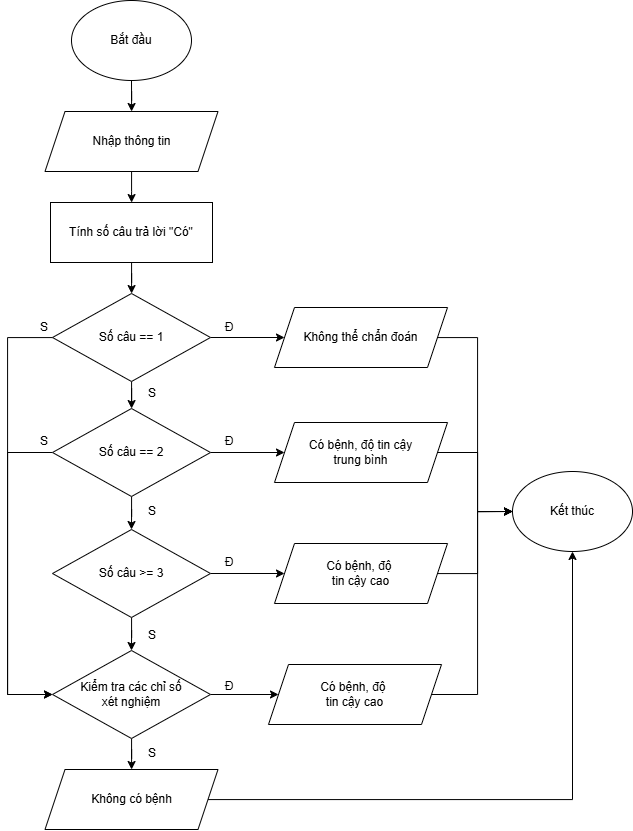 Bắt đầu
Nhập thông tin
Tính số câu trả lời "Có"
S
Số câu == 1
Đ
Không thể chẩn đoán
S
S
Số câu == 2
Đ
Có bệnh, độ tin cậy
trung bình
S
Kết thúc
Số câu >= 3
Đ
Có bệnh, độ
tin cậy cao
S
Kiểm tra các chỉ số
xét nghiệm
Đ
Có bệnh, độ
tin cậy cao
S
Không có bệnh